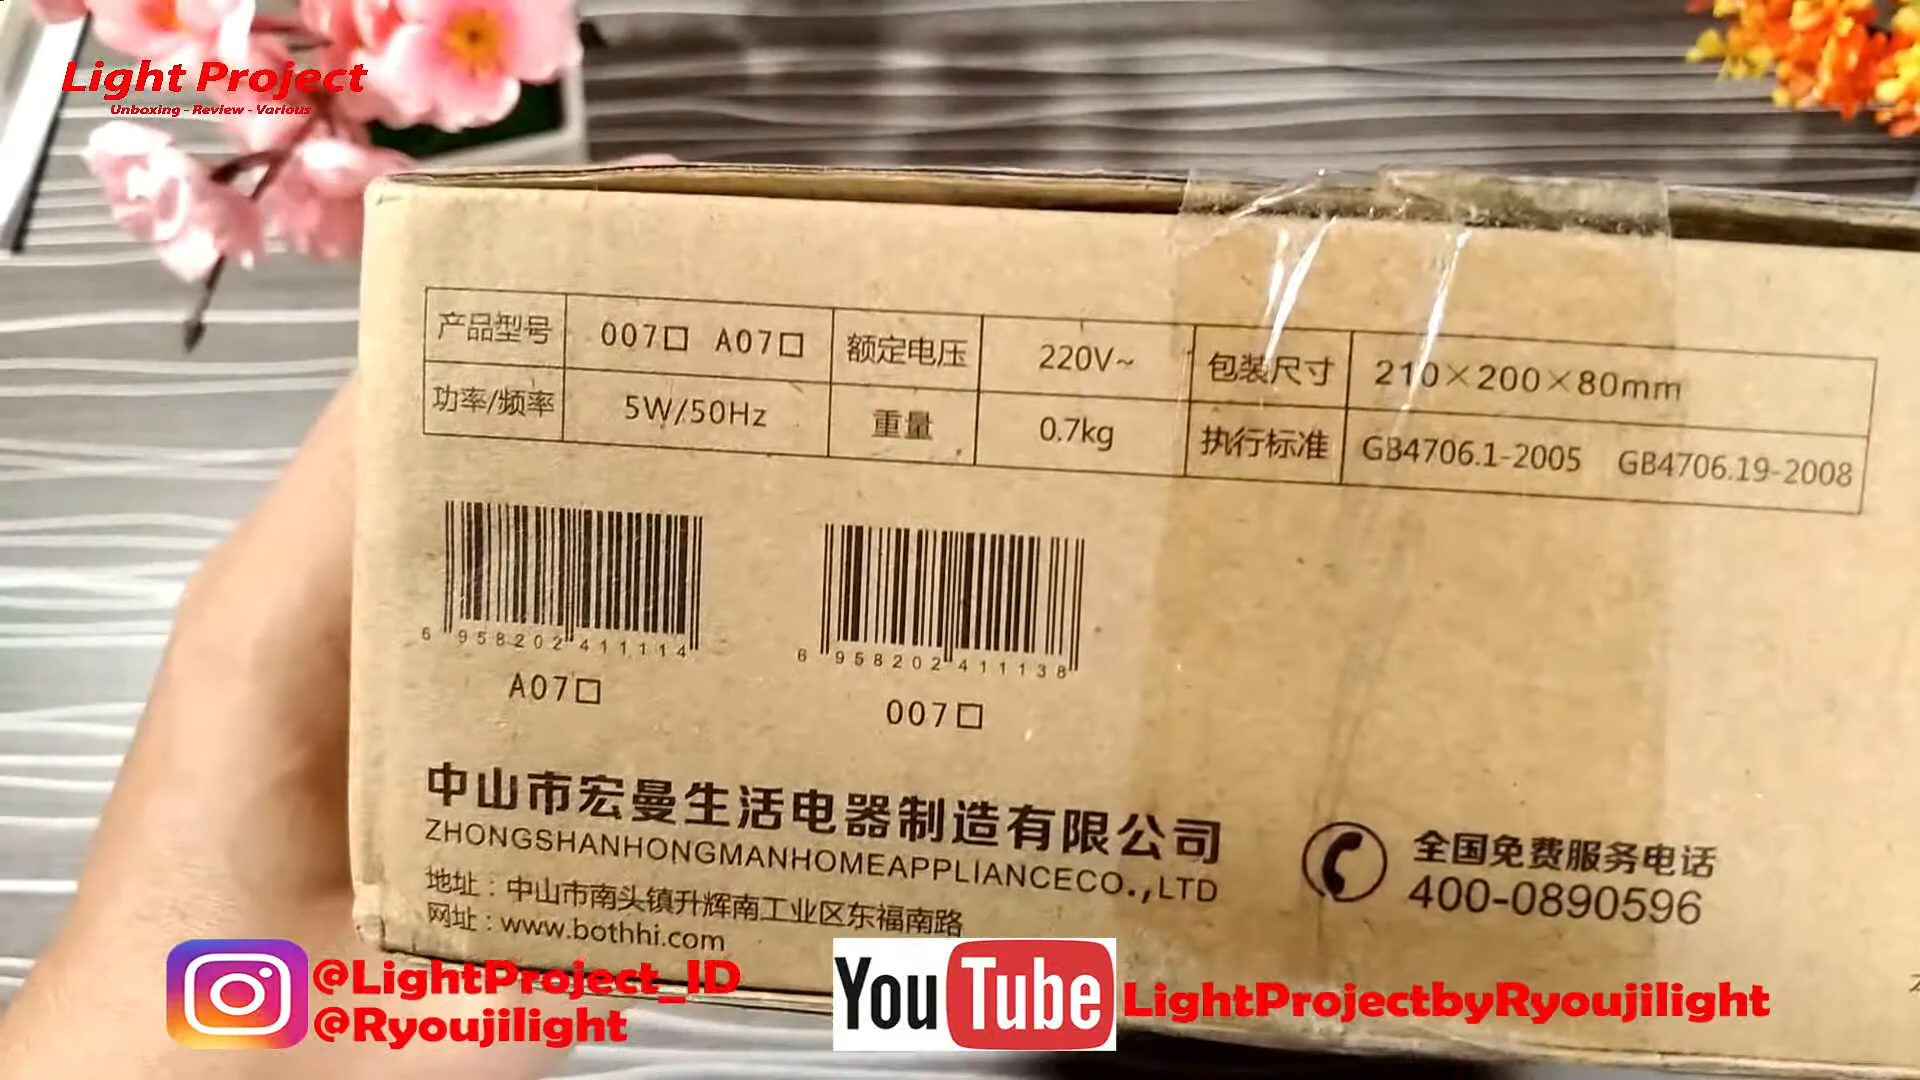 Light Project
Unboxing - Review - Various
产品型号 007□ A07□ 额定电压 220V~ 包装尺寸 210×200×80mm
功率/频率 5W/50Hz 重量 0.7kg 执行标准 GB4706.1-2005 GB4706.19-2008
6 958202 411114
A07□
6 958202 411138
007□
中山市宏曼生活电器制造有限公司
ZHONGSHANHONGMANHOMEAPPLIANCECO.,LTD
地址：中山市南头镇升辉南工业区东福南路
网址：www.bothhi.com
全国免费服务电话
400-0890596
@LightProject_ID
@Ryoujilight
YouTube
LightProjectbyRyoujilight